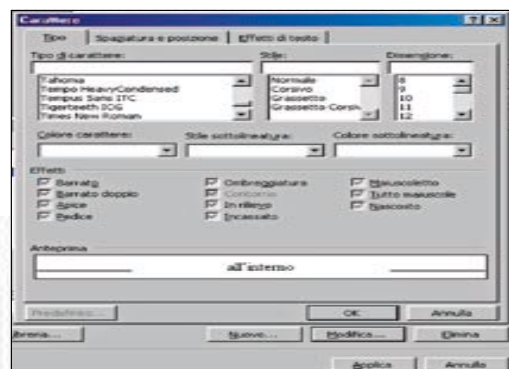 Carattere
Tipo Spaziatura e posizione Effetti di testo
Tipo di carattere: Stile: Dimensione:
Tahoma Normale 8
Tempo HeavyCondensed Corsivo 9
Tempus Sans ITC Grassetto 10
Tigerteeth ICG Grassetto Corsiv 11
Times New Roman 12
Colore carattere: Stile sottolineatura: Colore sottolineatura:
Effetti
Barrato Ombreggiatura Maiuscoletto
Barrato doppio Contorno Tutto maiuscole
Apice In rilievo Nascosto
Pedice Incassato
Anteprima
all'interno
Predefinito... OK Annulla
breria... Nuovo... Modifica... Elimina
Applica Annulla